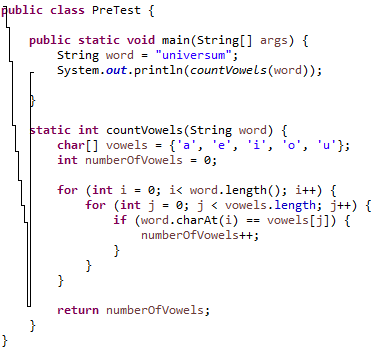 public class PreTest {
public static void main(String[] args) {
String word = "universum";
System.out.println(countVowels(word));
}
static int countVowels(String word) {
char[] vowels = {'a', 'e', 'i', 'o', 'u'};
int numberOfVowels = 0;
for (int i = 0; i< word.length(); i++) {
for (int j = 0; j < vowels.length; j++) {
if (word.charAt(i) == vowels[j]) {
numberOfVowels++;
}
}
}
return numberOfVowels;
}
}